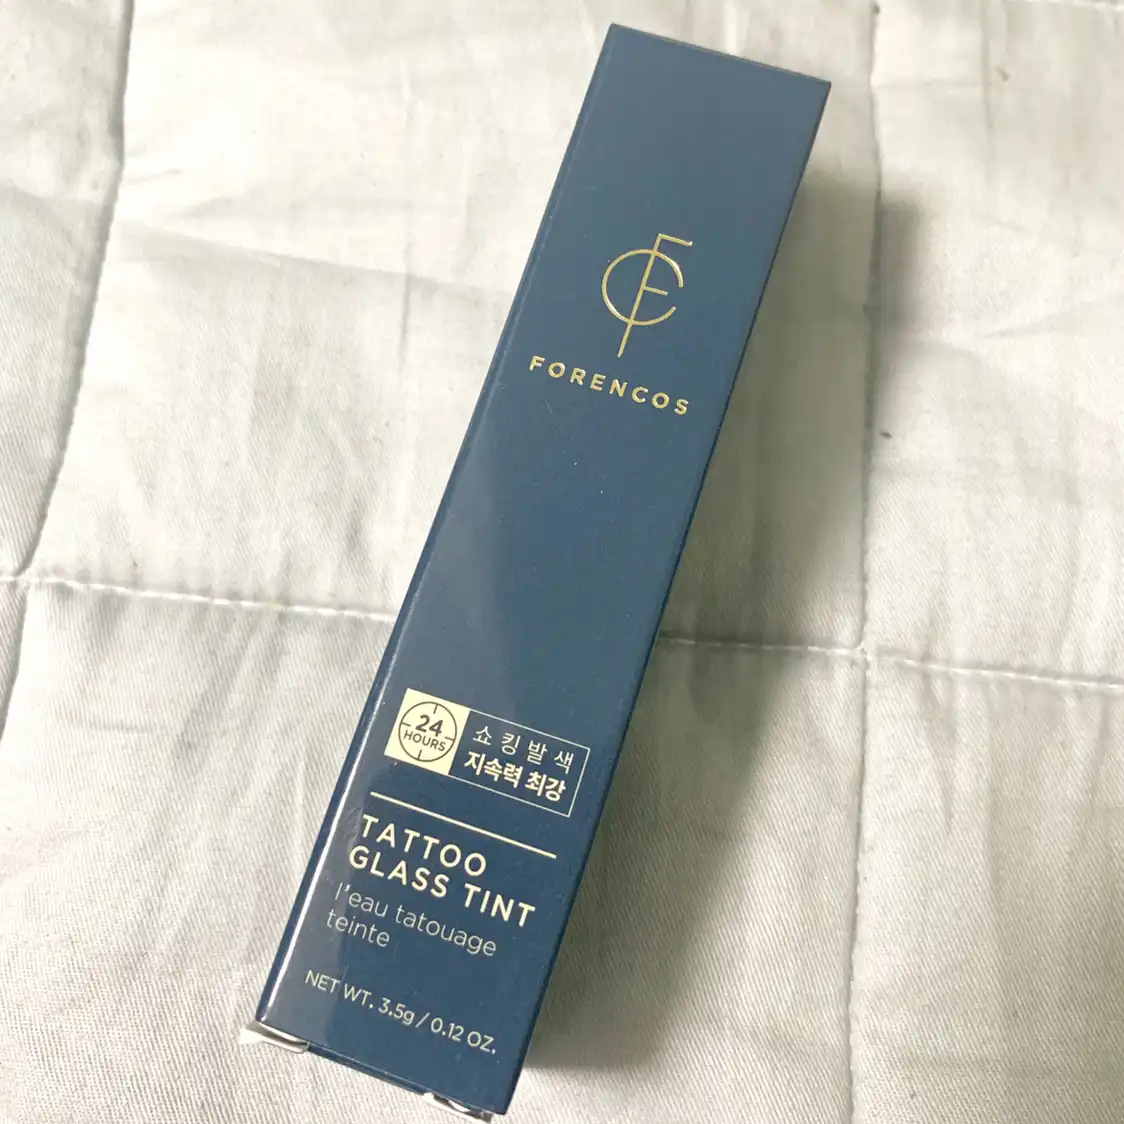 FORENCOS
24
HOURS
쇼킹발색
지속력 최강
TATTOO
GLASS TINT
l'eau tatouage
teinte
NET WT. 3.5g / 0.12 OZ.